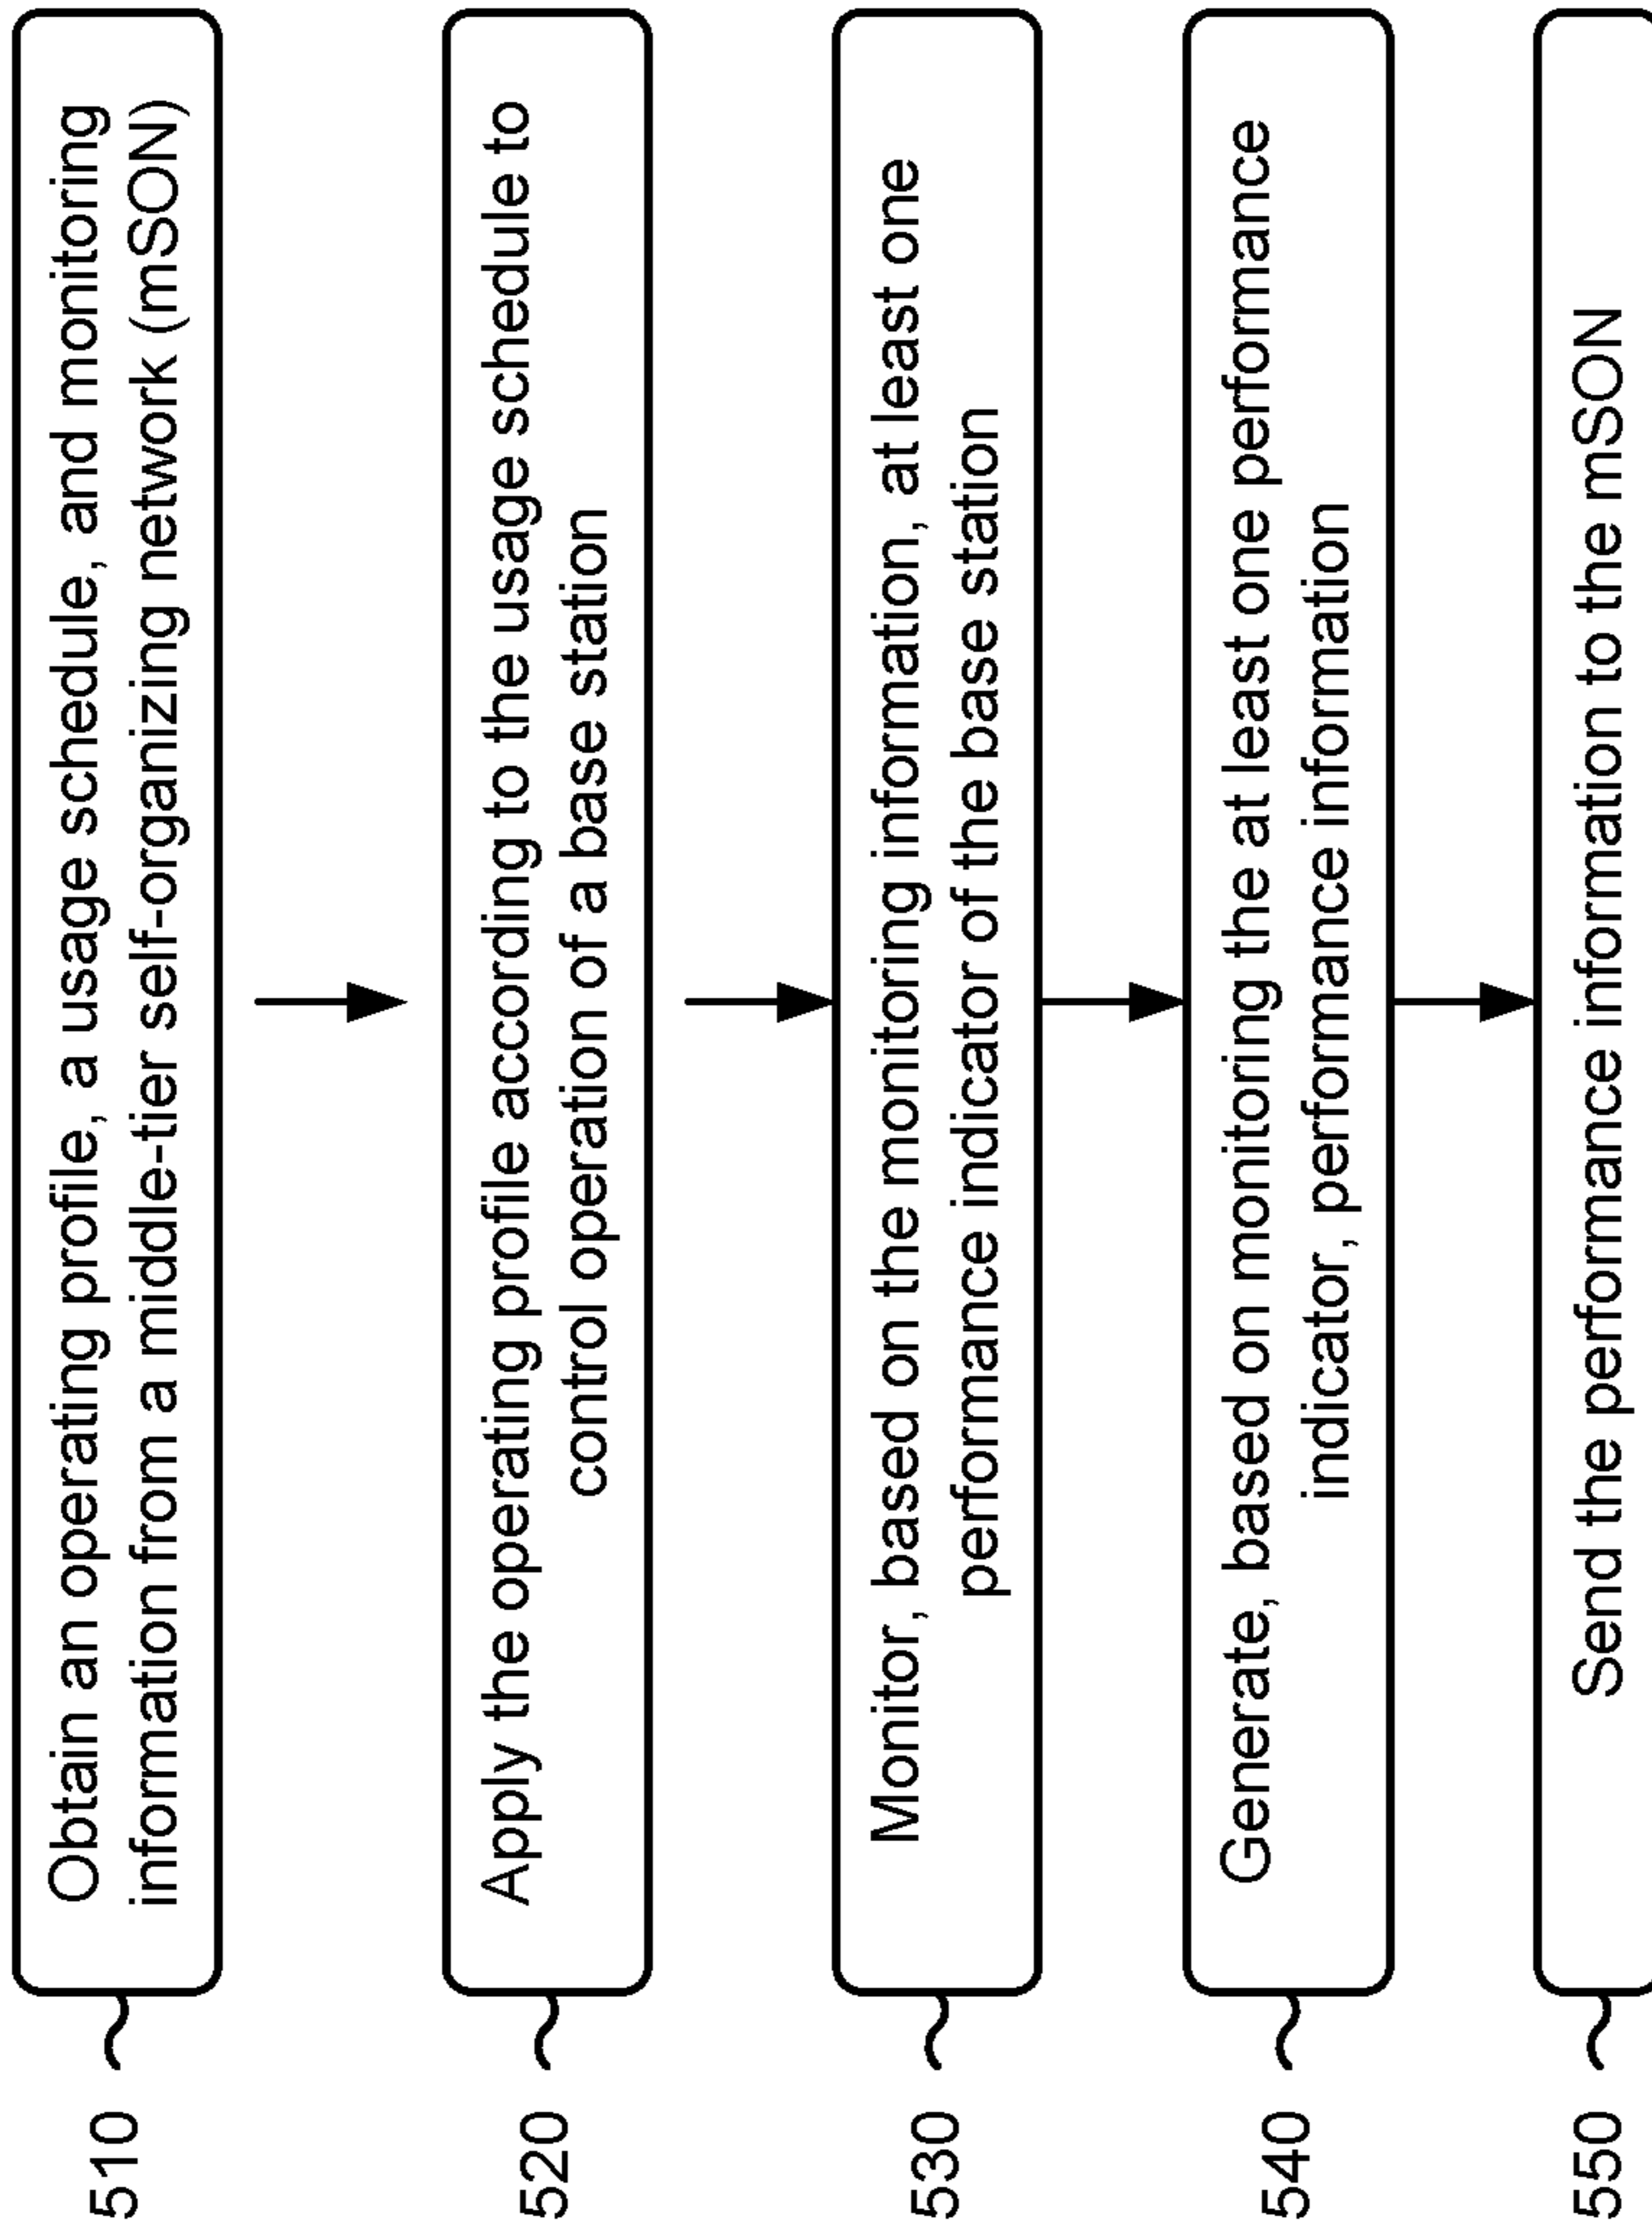 510
Obtain an operating profile, a usage schedule, and monitoring
information from a middle-tier self-organizing network (mSON)
520
Apply the operating profile according to the usage schedule to
control operation of a base station
530
Monitor, based on the monitoring information, at least one
performance indicator of the base station
540
Generate, based on monitoring the at least one performance
indicator, performance information
550
Send the performance information to the mSON